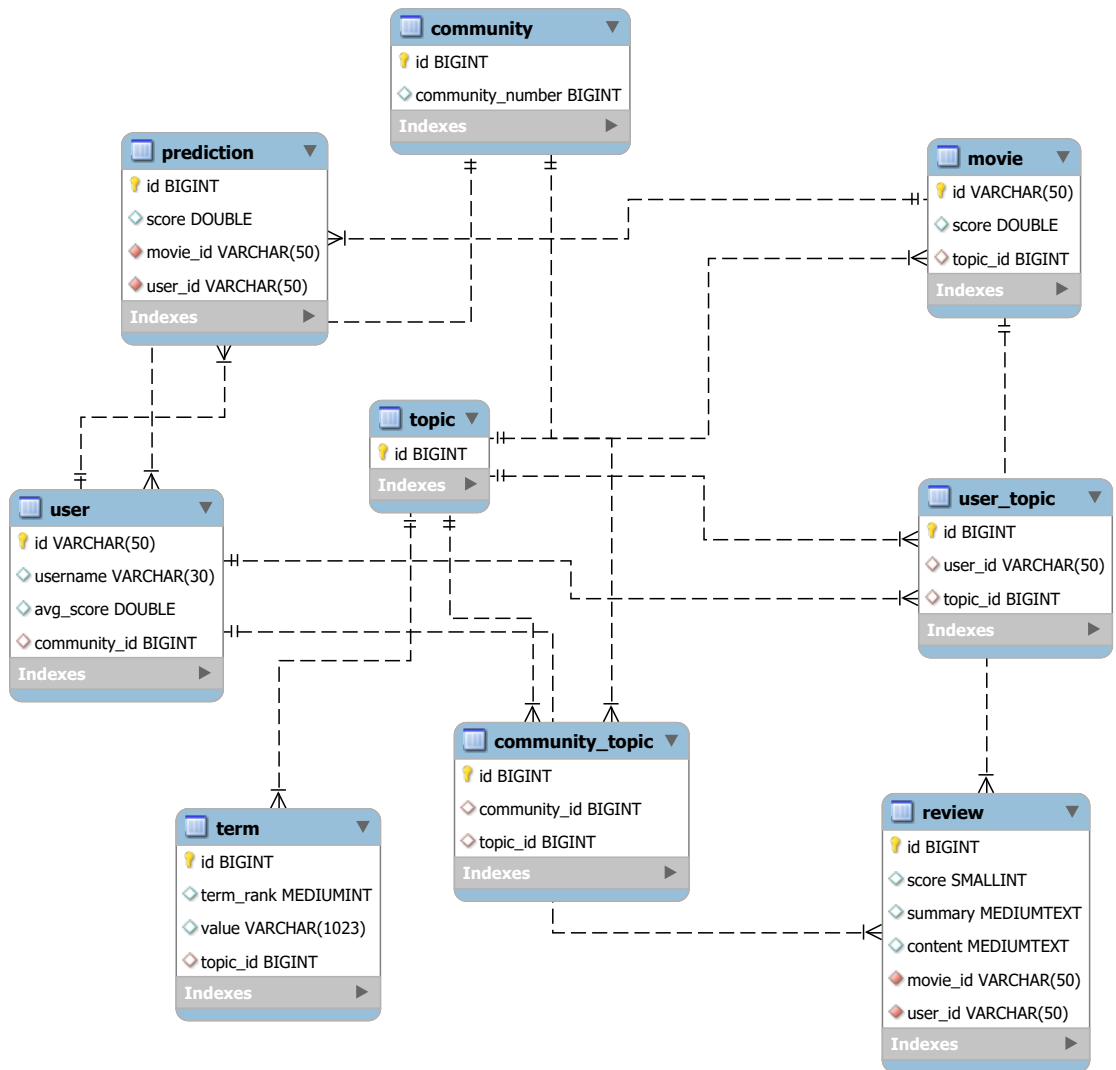 community
id BIGINT
community_number BIGINT
Indexes
prediction
id BIGINT
score DOUBLE
movie_id VARCHAR(50)
user_id VARCHAR(50)
Indexes
movie
id VARCHAR(50)
score DOUBLE
topic_id BIGINT
Indexes
topic
id BIGINT
Indexes
user
id VARCHAR(50)
username VARCHAR(30)
avg_score DOUBLE
community_id BIGINT
Indexes
user_topic
id BIGINT
user_id VARCHAR(50)
topic_id BIGINT
Indexes
community_topic
id BIGINT
community_id BIGINT
topic_id BIGINT
Indexes
term
id BIGINT
term_rank MEDIUMINT
value VARCHAR(1023)
topic_id BIGINT
Indexes
review
id BIGINT
score SMALLINT
summary MEDIUMTEXT
content MEDIUMTEXT
movie_id VARCHAR(50)
user_id VARCHAR(50)
Indexes